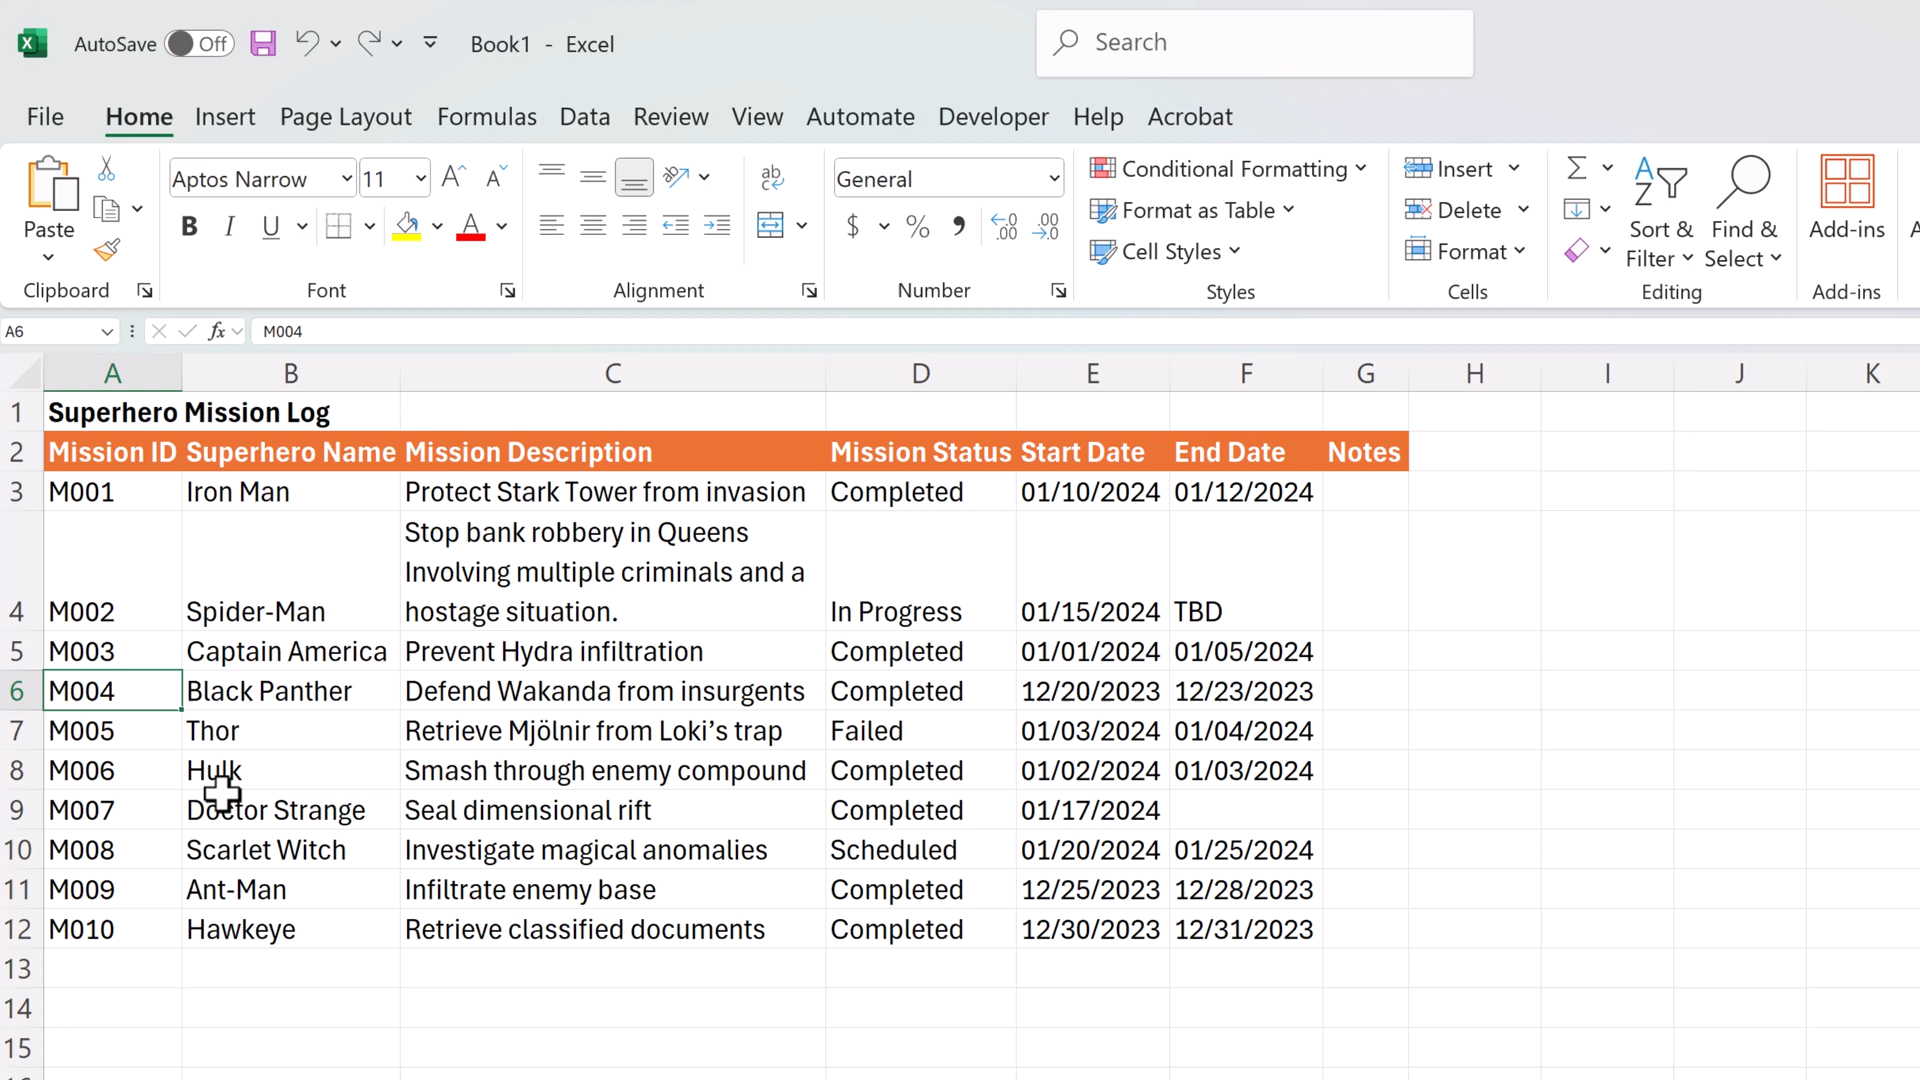 AutoSave Off Book1 - Excel Search
File Home Insert Page Layout Formulas Data Review View Automate Developer Help Acrobat
Paste
Clipboard
Aptos Narrow 11
B I U A
Font
ab
c
Alignment
General
$ % , .00 .00
Number
Conditional Formatting
Format as Table
Cell Styles
Styles
Insert
Delete
Format
Cells
Sort & Filter
Find & Select
Editing
Add-ins
Add-ins
A6 fx M004
A B C D E F G H I J K
1 Superhero Mission Log
2 Mission ID Superhero Name Mission Description Mission Status Start Date End Date Notes
3 M001 Iron Man Protect Stark Tower from invasion Completed 01/10/2024 01/12/2024
Stop bank robbery in Queens
Involving multiple criminals and a
4 M002 Spider-Man hostage situation. In Progress 01/15/2024 TBD
5 M003 Captain America Prevent Hydra infiltration Completed 01/01/2024 01/05/2024
6 M004 Black Panther Defend Wakanda from insurgents Completed 12/20/2023 12/23/2023
7 M005 Thor Retrieve Mjölnir from Loki’s trap Failed 01/03/2024 01/04/2024
8 M006 Hulk Smash through enemy compound Completed 01/02/2024 01/03/2024
9 M007 Doctor Strange Seal dimensional rift Completed 01/17/2024
10 M008 Scarlet Witch Investigate magical anomalies Scheduled 01/20/2024 01/25/2024
11 M009 Ant-Man Infiltrate enemy base Completed 12/25/2023 12/28/2023
12 M010 Hawkeye Retrieve classified documents Completed 12/30/2023 12/31/2023
13
14
15